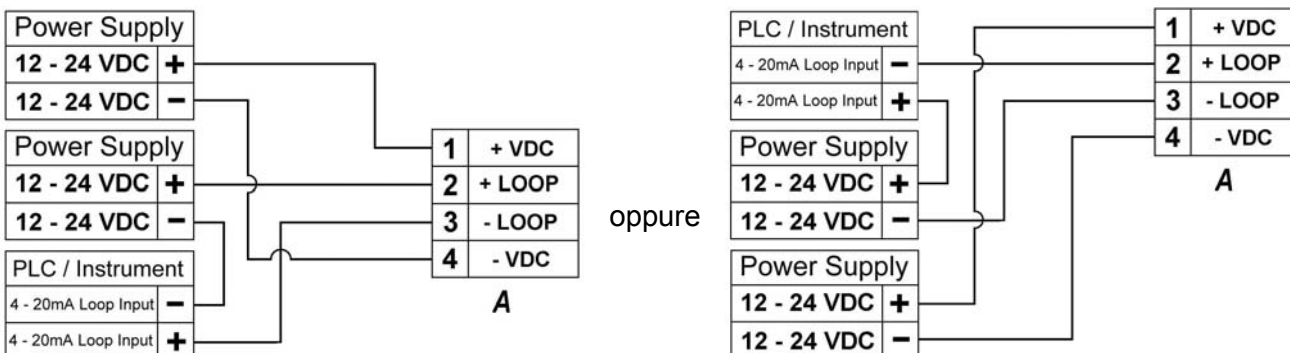 Power Supply
12 - 24 VDC +
12 - 24 VDC -
Power Supply
12 - 24 VDC +
12 - 24 VDC -
PLC / Instrument
4 - 20mA Loop Input -
4 - 20mA Loop Input +
1 + VDC
2 + LOOP
3 - LOOP
4 - VDC
A
oppure
PLC / Instrument
4 - 20mA Loop Input -
4 - 20mA Loop Input +
Power Supply
12 - 24 VDC +
12 - 24 VDC -
Power Supply
12 - 24 VDC +
12 - 24 VDC -
1 + VDC
2 + LOOP
3 - LOOP
4 - VDC
A